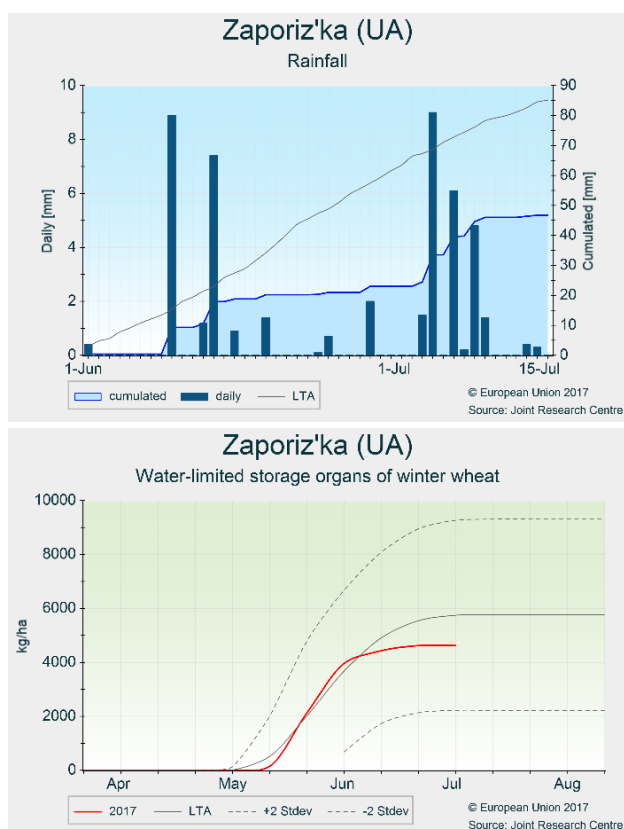 Zaporiz'ka (UA)
Rainfall
10
8
6
4
2
0
Daily [mm]
90
80
70
60
50
40
30
20
10
0
Cumulated [mm]
1-Jun
1-Jul
15-Jul
cumulated daily LTA
© European Union 2017
Source: Joint Research Centre
Zaporiz'ka (UA)
Water-limited storage organs of winter wheat
10000
8000
6000
4000
2000
0
kg/ha
Apr May Jun Jul Aug
2017 LTA +2 Stdev -2 Stdev
© European Union 2017
Source: Joint Research Centre